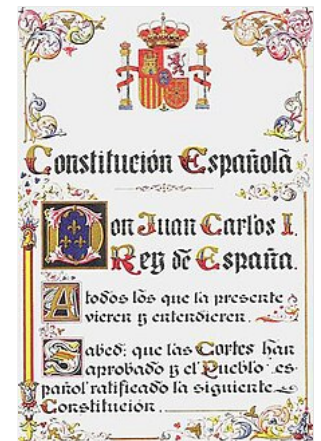 Constitución Española
Don Juan Carlos I,
Rey de España.
A todos los que la presente
vieren y entendieren.
Sabed: que las Cortes han
aprobado y el Pueblo es-
pañol ratificado la siguiente
Constitución.